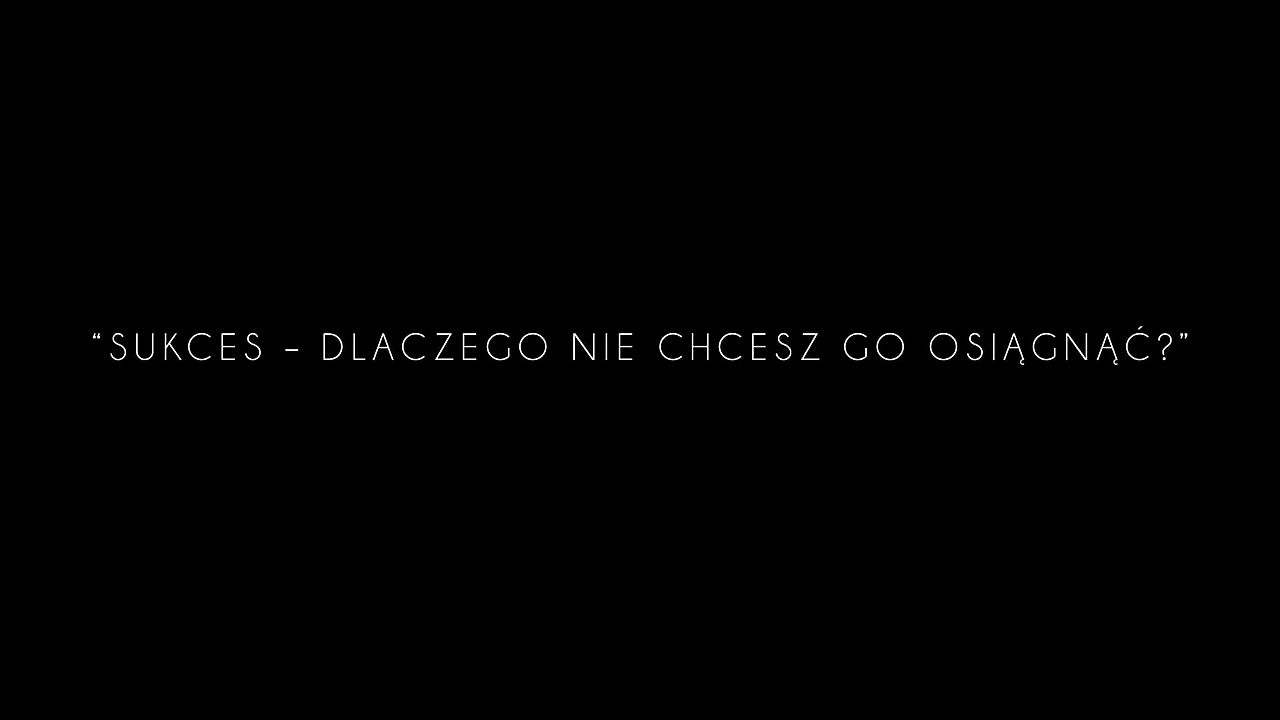 “SUKCES – DLACZEGO NIE CHCESZ GO OSIĄGNĄĆ?”